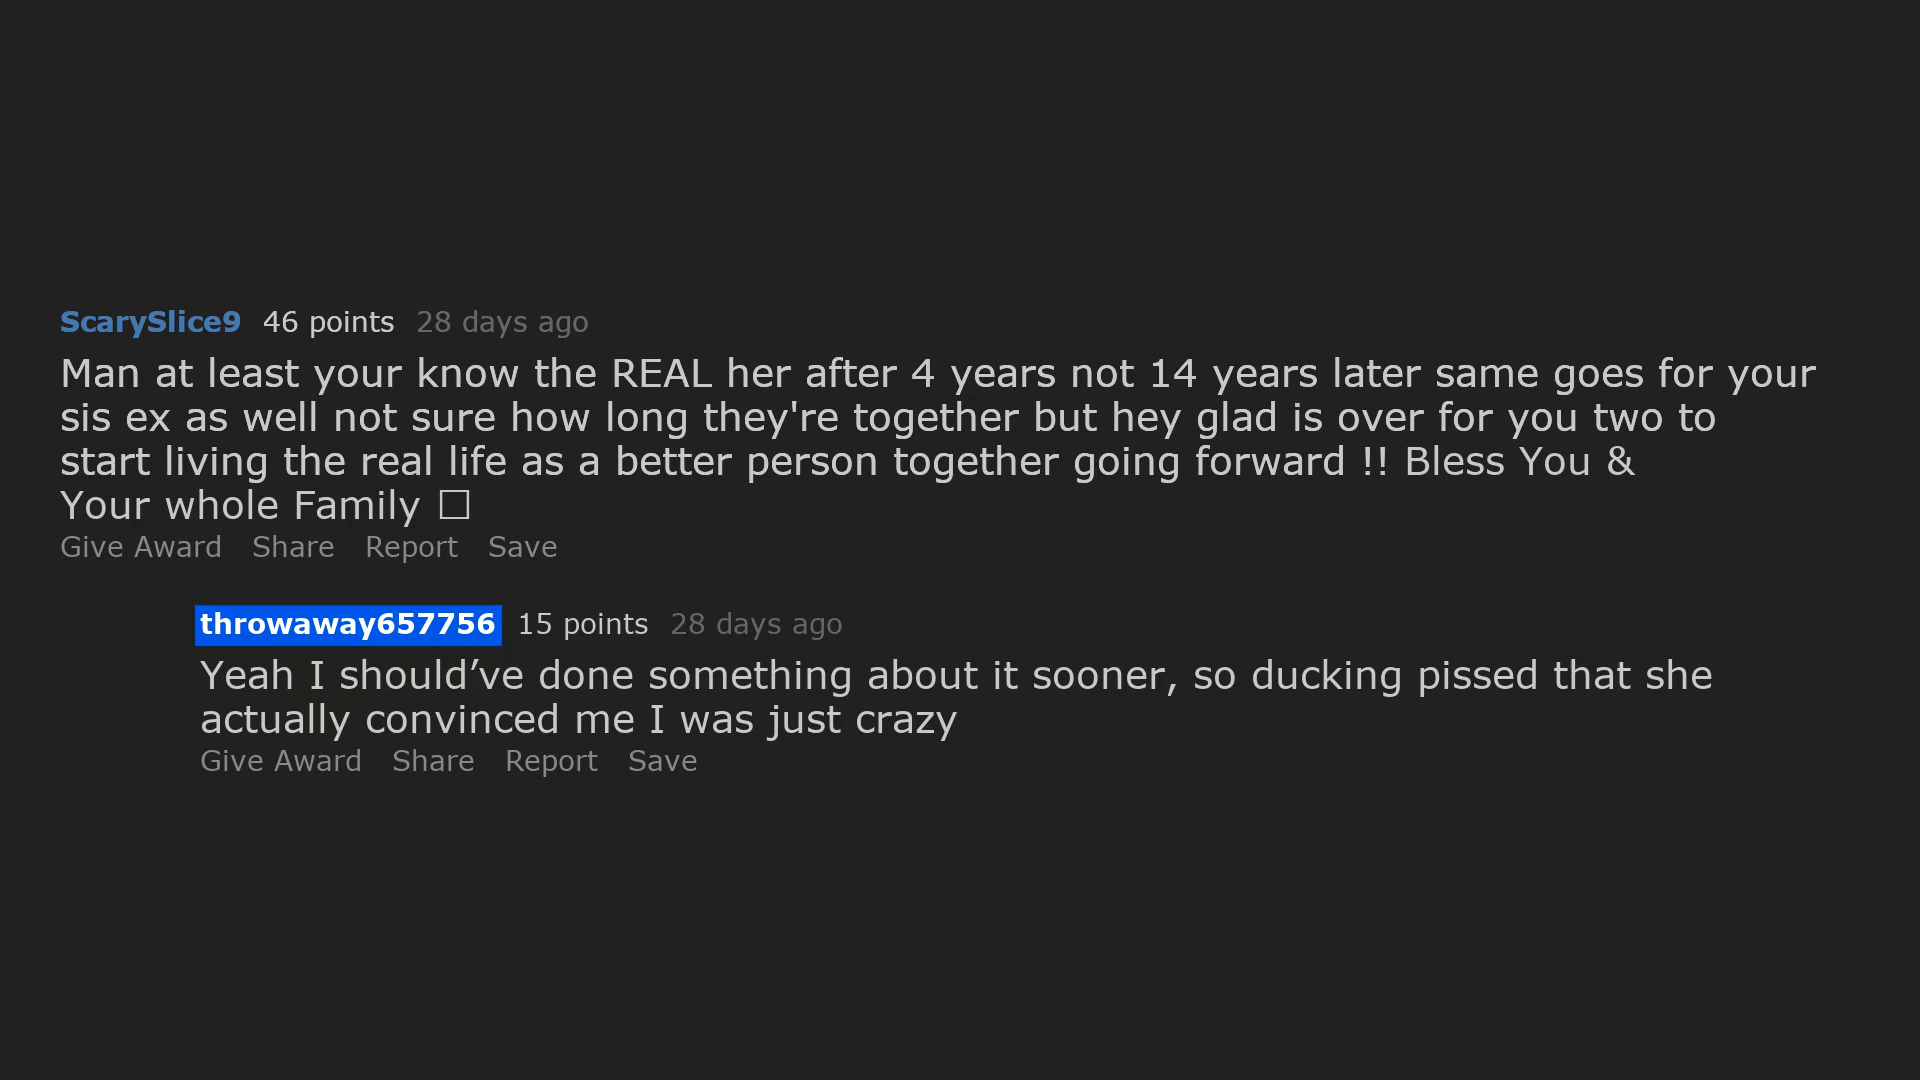 ScarySlice9 46 points 28 days ago
Man at least your know the REAL her after 4 years not 14 years later same goes for your
sis ex as well not sure how long they're together but hey glad is over for you two to
start living the real life as a better person together going forward !! Bless You &
Your whole Family □
Give Award Share Report Save
throwaway657756 15 points 28 days ago
Yeah I should’ve done something about it sooner, so ducking pissed that she
actually convinced me I was just crazy
Give Award Share Report Save